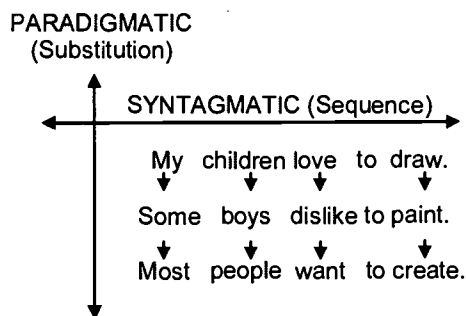 PARADIGMATIC
(Substitution)
SYNTAGMATIC (Sequence)
My children love to draw.
Some boys dislike to paint.
Most people want to create.